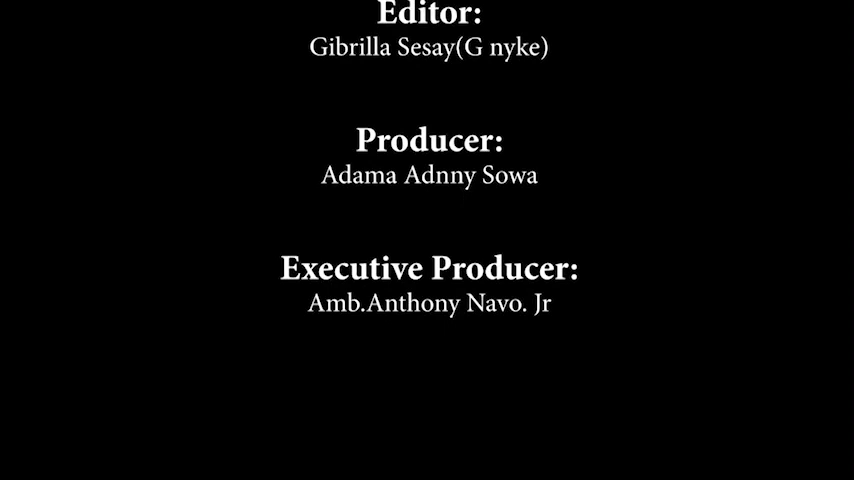 Editor:
Gibrilla Sesay(G nyke)
Producer:
Adama Adnny Sowa
Executive Producer:
Amb.Anthony Navo. Jr